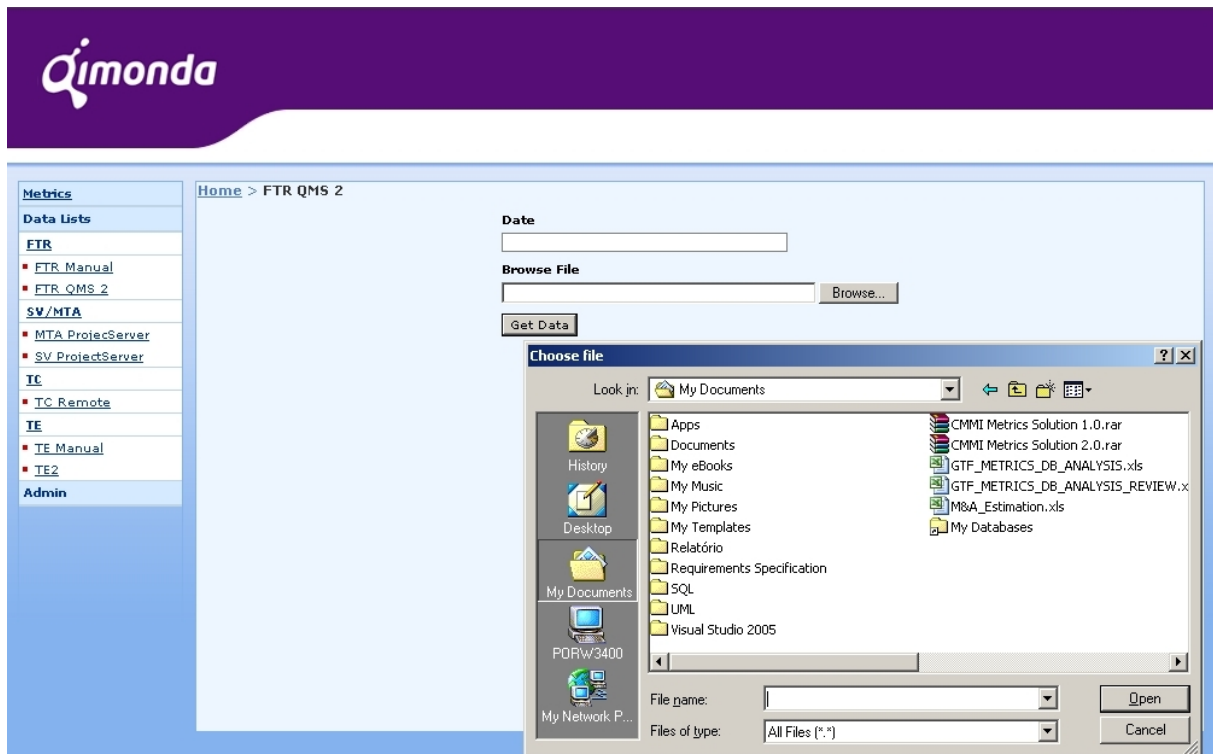 qimonda
Metrics
Data Lists
FTR
FTR Manual
FTR QMS 2
SV/MTA
MTA ProjecServer
SV ProjectServer
TC
TC Remote
TE
TE Manual
TE2
Admin
Home > FTR QMS 2
Date
Browse File
Browse...
Get Data
Choose file
Look in:
My Documents
History
Desktop
My Documents
PORW3400
My Network P...
Apps
Documents
My eBooks
My Music
My Pictures
My Templates
Relatório
Requirements Specification
SQL
UML
Visual Studio 2005
CMMI Metrics Solution 1.0.rar
CMMI Metrics Solution 2.0.rar
GTF_METRICS_DB_ANALYSIS.xls
GTF_METRICS_DB_ANALYSIS_REVIEW.x
M&A_Estimation.xls
My Databases
File name:
Open
Files of type:
All Files (*.*)
Cancel